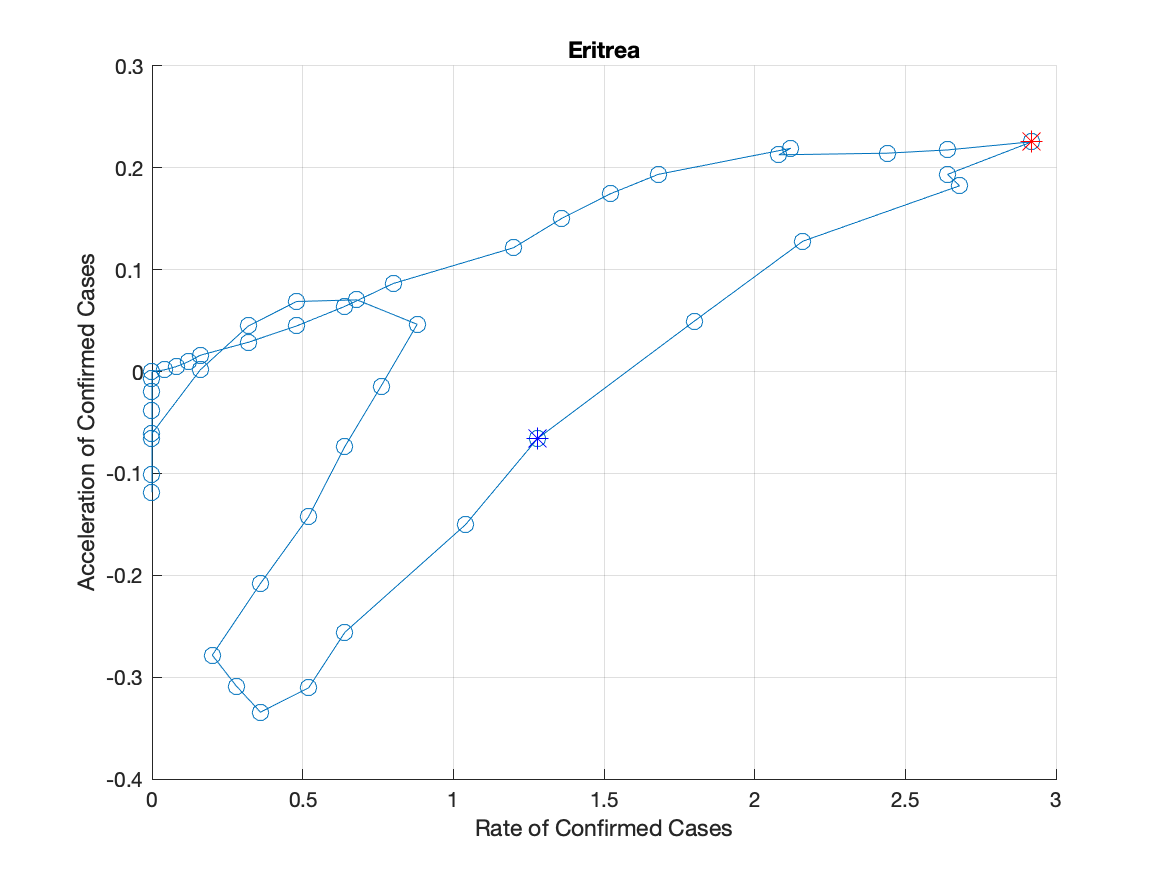 Eritrea
0.3
0.2
0.1
0
-0.1
-0.2
-0.3
-0.4
Acceleration of Confirmed Cases
0 0.5 1 1.5 2 2.5 3
Rate of Confirmed Cases